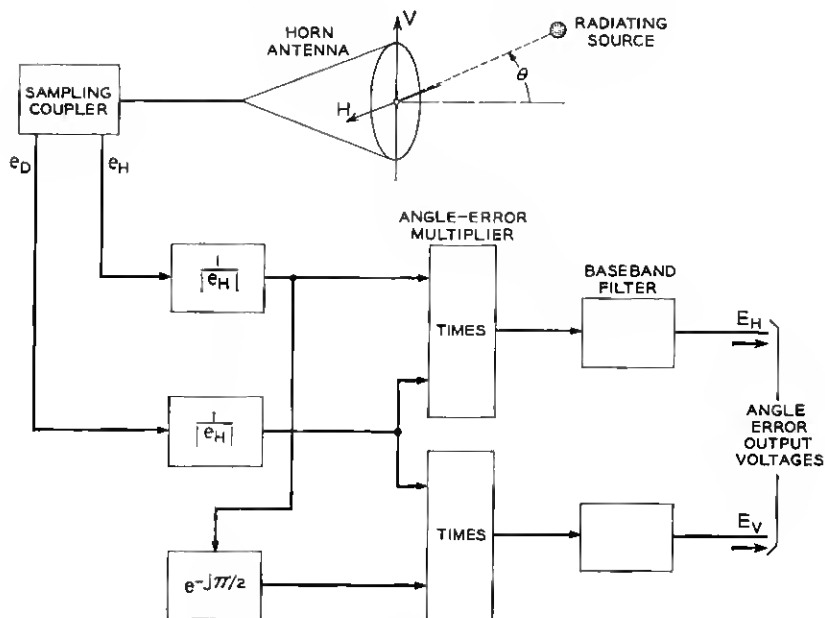 V
HORN
ANTENNA
RADIATING
SOURCE
θ
SAMPLING
COUPLER
H
e_D
e_H
ANGLE-ERROR
MULTIPLIER
1/|e_H|
TIMES
BASEBAND
FILTER
E_H
1/|e_H|
ANGLE
ERROR
OUTPUT
VOLTAGES
TIMES
E_V
e^-jπ/2